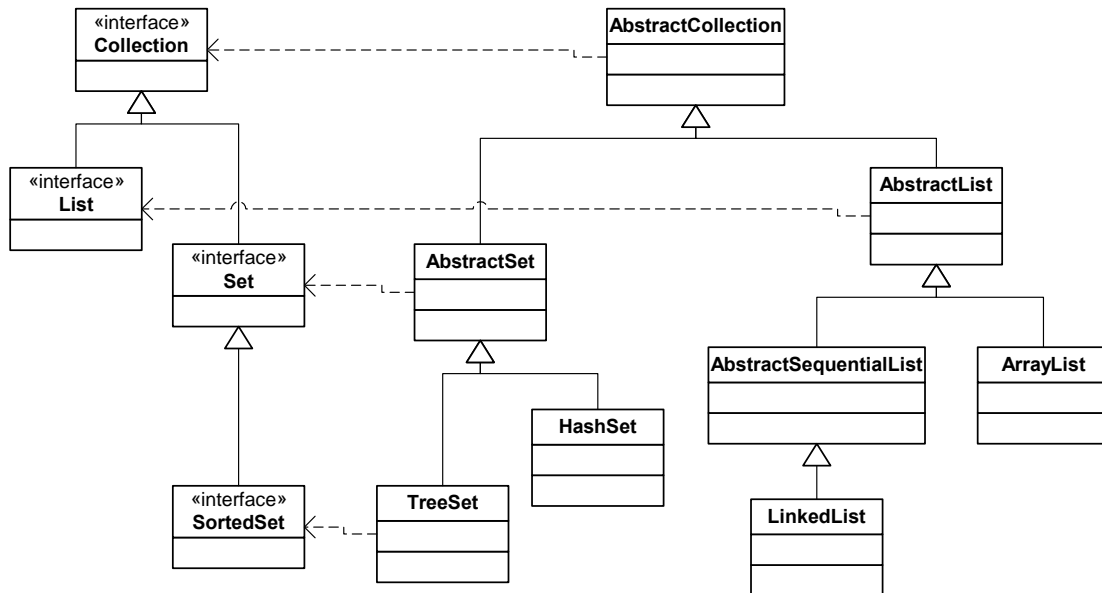 «interface»
Collection
AbstractCollection
«interface»
List
AbstractList
«interface»
Set
AbstractSet
AbstractSequentialList
ArrayList
HashSet
«interface»
SortedSet
TreeSet
LinkedList